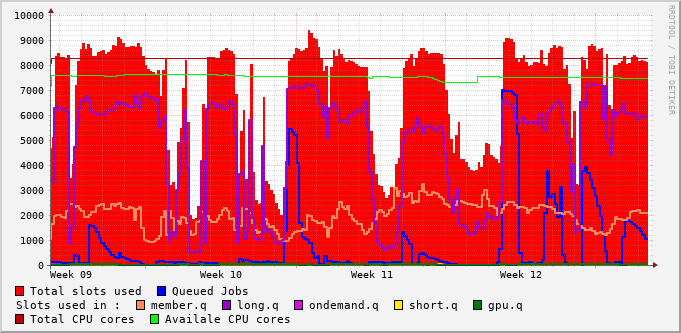 10000
9000
8000
7000
6000
5000
4000
3000
2000
1000
0
Week 09 Week 10 Week 11 Week 12
RRDTOOL / TOBI OETIKER
Total slots used Queued Jobs
Slots used in : member.q long.q ondemand.q short.q gpu.q
Total CPU cores Availale CPU cores